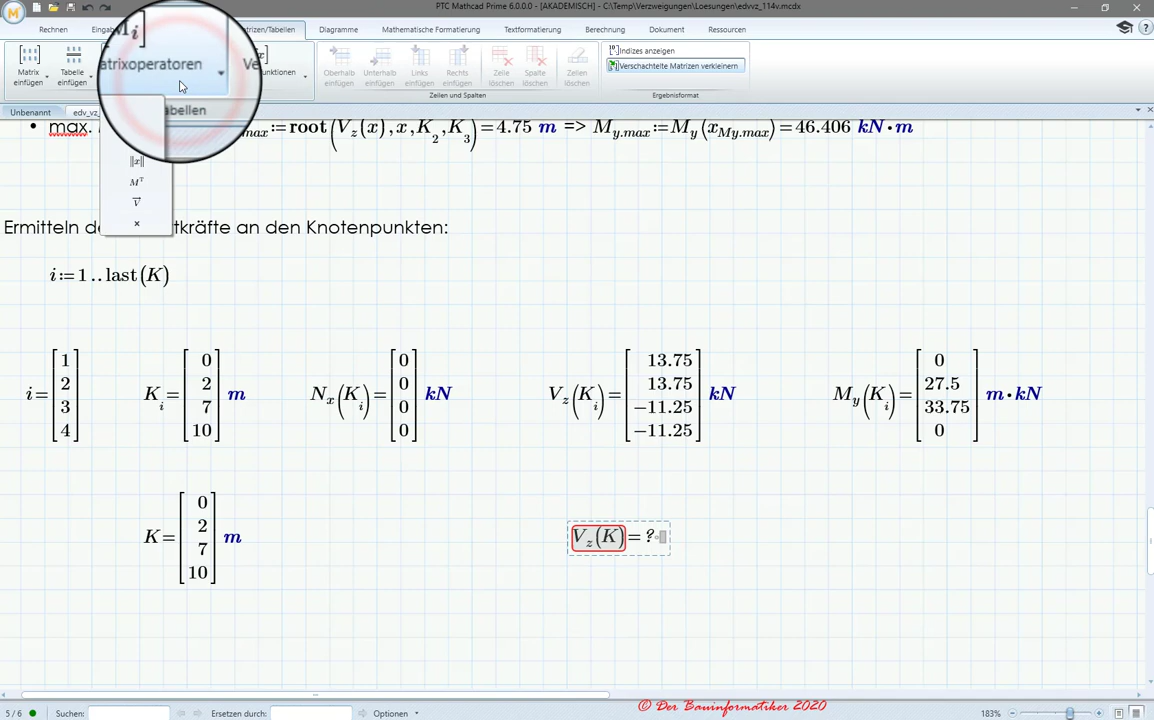 PTC Mathcad Prime 6.0.0.0 - [AKADEMISCH] - C:\Temp\Verzweigungen\Loesungen\edvvz_114v.mcdx
Rechnen
Diagramme Mathematische Formatierung Textformatierung Berechnung Dokument Ressourcen
Matrix einfügen
Tabelle einfügen
atrixoperatoren
unktionen
Oberhalb einfügen
Unterhalb einfügen
Links einfügen
Rechts einfügen
Zeile löschen
Spalte löschen
Zellen löschen
Indizes anzeigen
Verschachtelte Matrizen verkleinern
Zeilen und Spalten
Ergebnisformat
Unbenannt
‖x‖
Mᵀ
V⃗
×
max.
max:=root(V_z(x),x,K_2,K_3)=4.75 m => M_y.max:=M_y(x_My.max)=46.406 kN·m
Ermitteln de tkräfte an den Knotenpunkten:
i:=1..last(K)
i=[1 2 3 4] K_i=[0 2 7 10] m N_x(K_i)=[0 0 0 0] kN V_z(K_i)=[13.75 13.75 −11.25 −11.25] kN M_y(K_i)=[0 27.5 33.75 0] m·kN
K=[0 2 7 10] m V_z(K)=?
5 / 6 Suchen: Ersetzen durch: Optionen 183%
© Der Bauinformatiker 2020